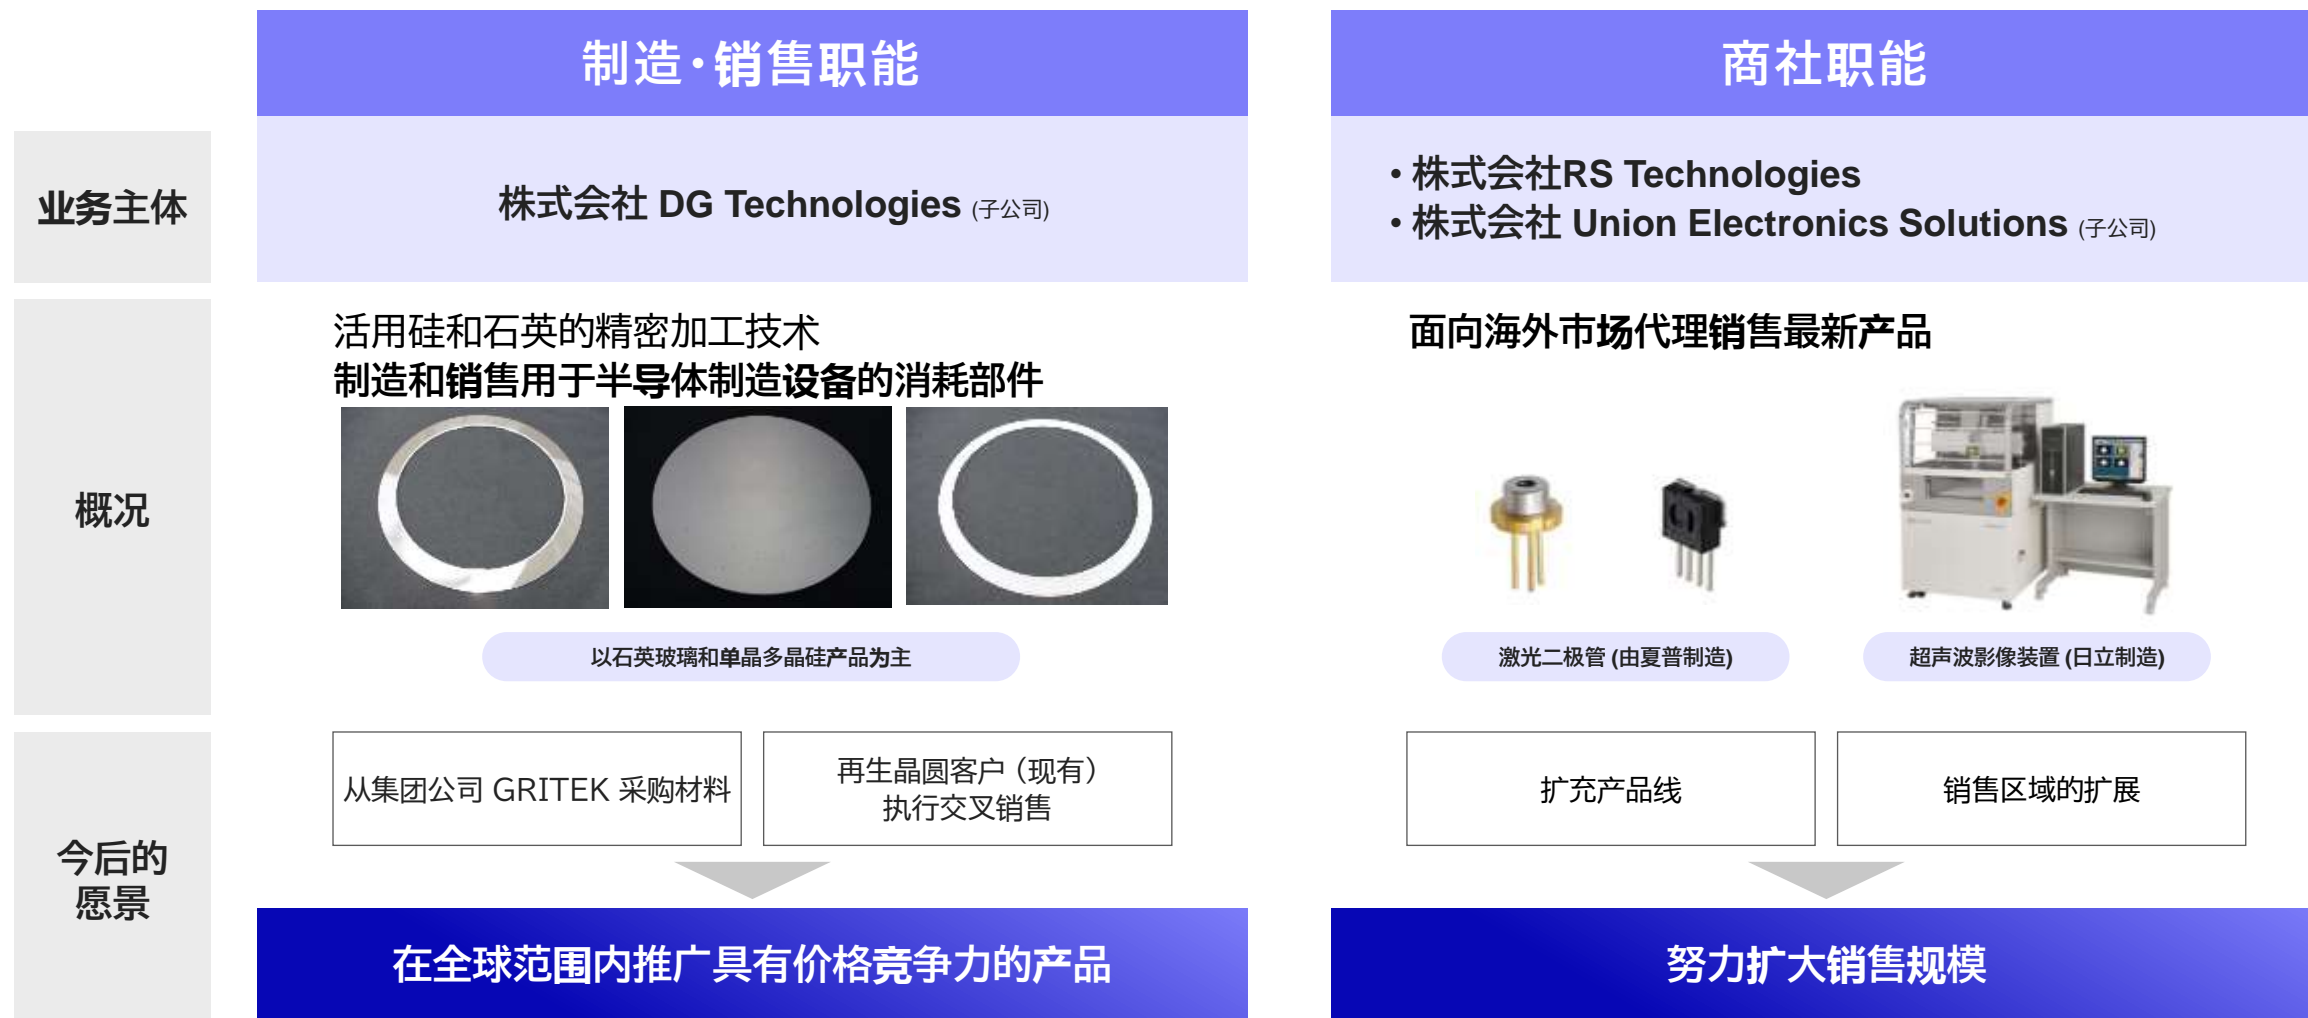 制造·销售职能
商社职能
业务主体
株式会社 DG Technologies (子公司)
• 株式会社RS Technologies
• 株式会社 Union Electronics Solutions (子公司)
概况
活用硅和石英的精密加工技术
制造和销售用于半导体制造设备的消耗部件
以石英玻璃和单晶多晶硅产品为主
面向海外市场代理销售最新产品
激光二极管 (由夏普制造)
超声波影像装置 (日立制造)
今后的
愿景
从集团公司 GRITEK 采购材料
再生晶圆客户（现有）
执行交叉销售
在全球范围内推广具有价格竞争力的产品
扩充产品线
销售区域的扩展
努力扩大销售规模